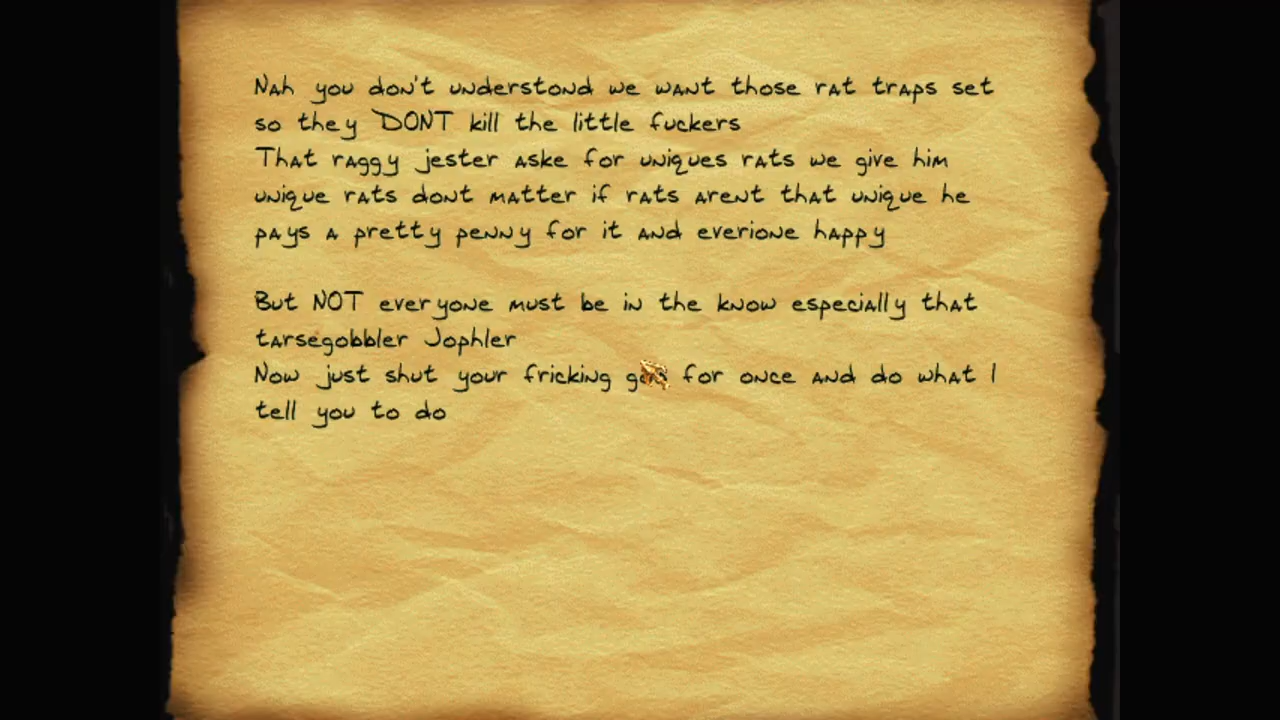 Nah you don't understand we want those rat traps set
so they DONT kill the little fuckers
That raggy jester aske for uniques rats we give him
unique rats dont matter if rats arent that unique he
pays a pretty penny for it and everione happy
But NOT everyone must be in the know especially that
tarsegobbler Jophler
Now just shut your fricking for once and do what I
tell you to do